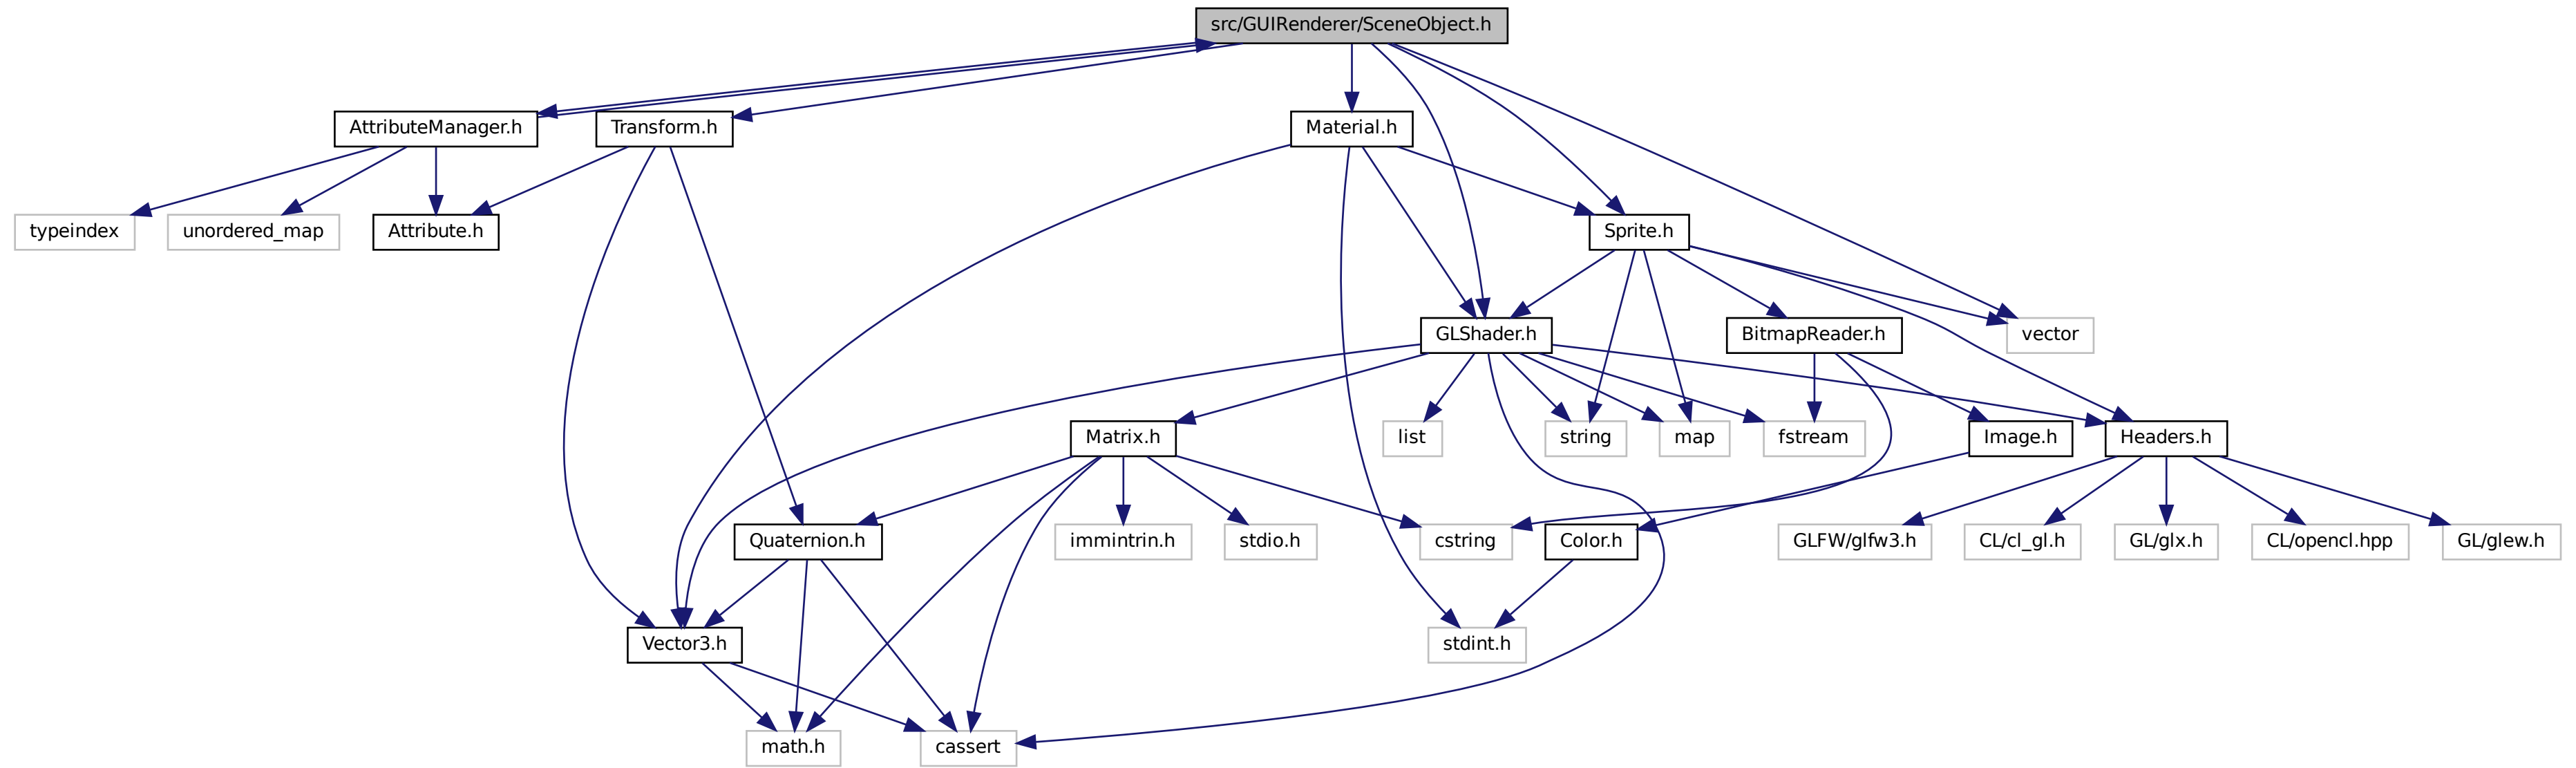 src/GUIRenderer/SceneObject.h
AttributeManager.h
Transform.h
Material.h
typeindex
unordered_map
Attribute.h
Sprite.h
GLShader.h
BitmapReader.h
vector
Matrix.h
list
string
map
fstream
Image.h
Headers.h
Quaternion.h
immintrin.h
stdio.h
cstring
Color.h
GLFW/glfw3.h
CL/cl_gl.h
GL/glx.h
CL/opencl.hpp
GL/glew.h
Vector3.h
stdint.h
math.h
cassert